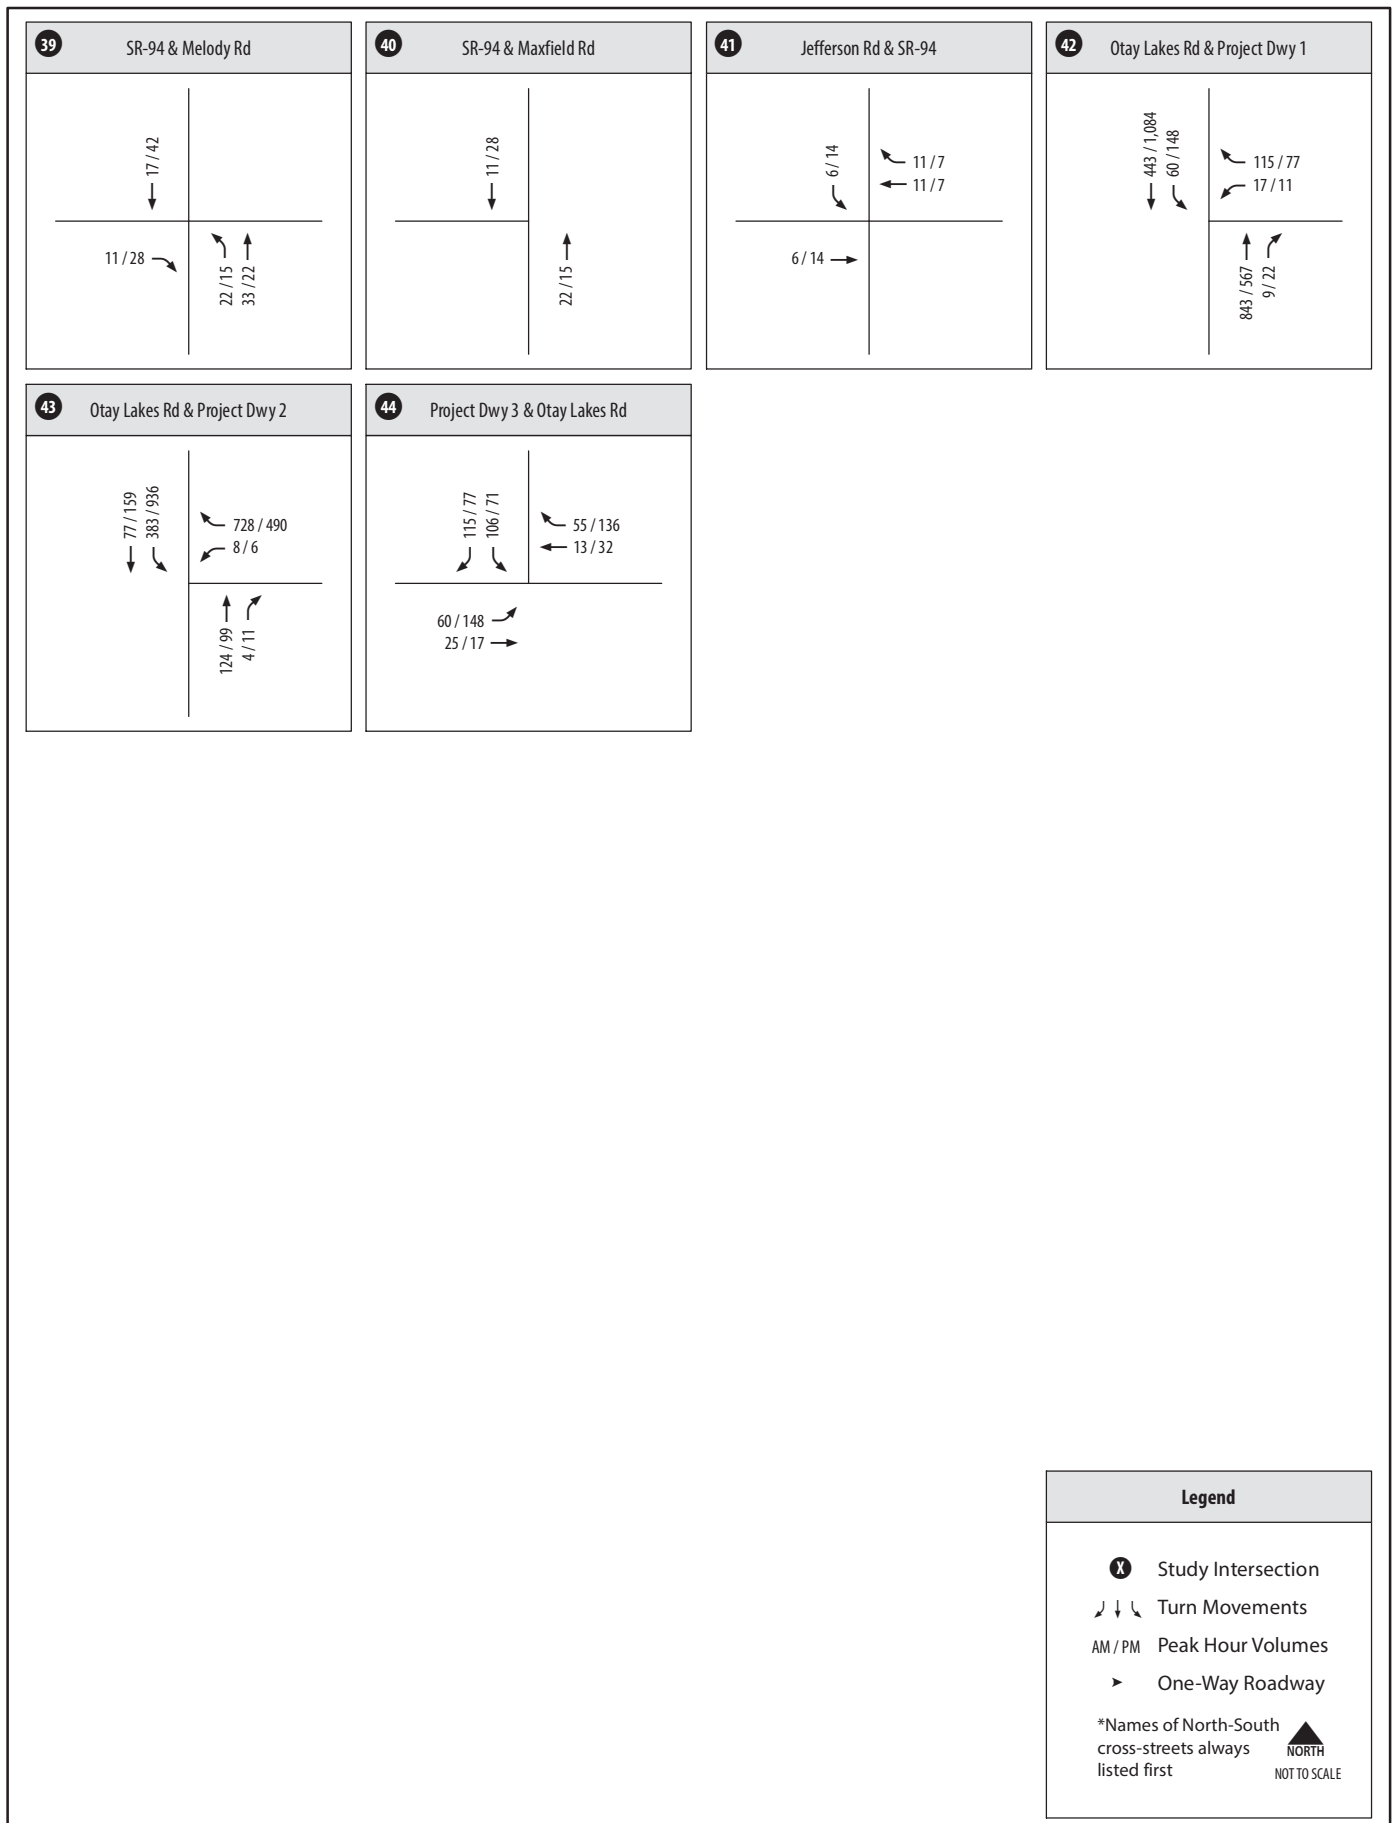 39
SR-94 & Melody Rd
17 / 42
11 / 28
22 / 15
33 / 22
40
SR-94 & Maxfield Rd
11 / 28
22 / 15
41
Jefferson Rd & SR-94
6 / 14
11 / 7
11 / 7
6 / 14
42
Otay Lakes Rd & Project Dwy 1
443 / 1,084
60 / 148
115 / 77
17 / 11
843 / 567
9 / 22
43
Otay Lakes Rd & Project Dwy 2
77 / 159
383 / 936
728 / 490
8 / 6
124 / 99
4 / 11
44
Project Dwy 3 & Otay Lakes Rd
115 / 77
106 / 71
55 / 136
13 / 32
60 / 148
25 / 17
Legend
X Study Intersection
Turn Movements
AM / PM Peak Hour Volumes
One-Way Roadway
*Names of North-South
cross-streets always
listed first
NORTH
NOT TO SCALE